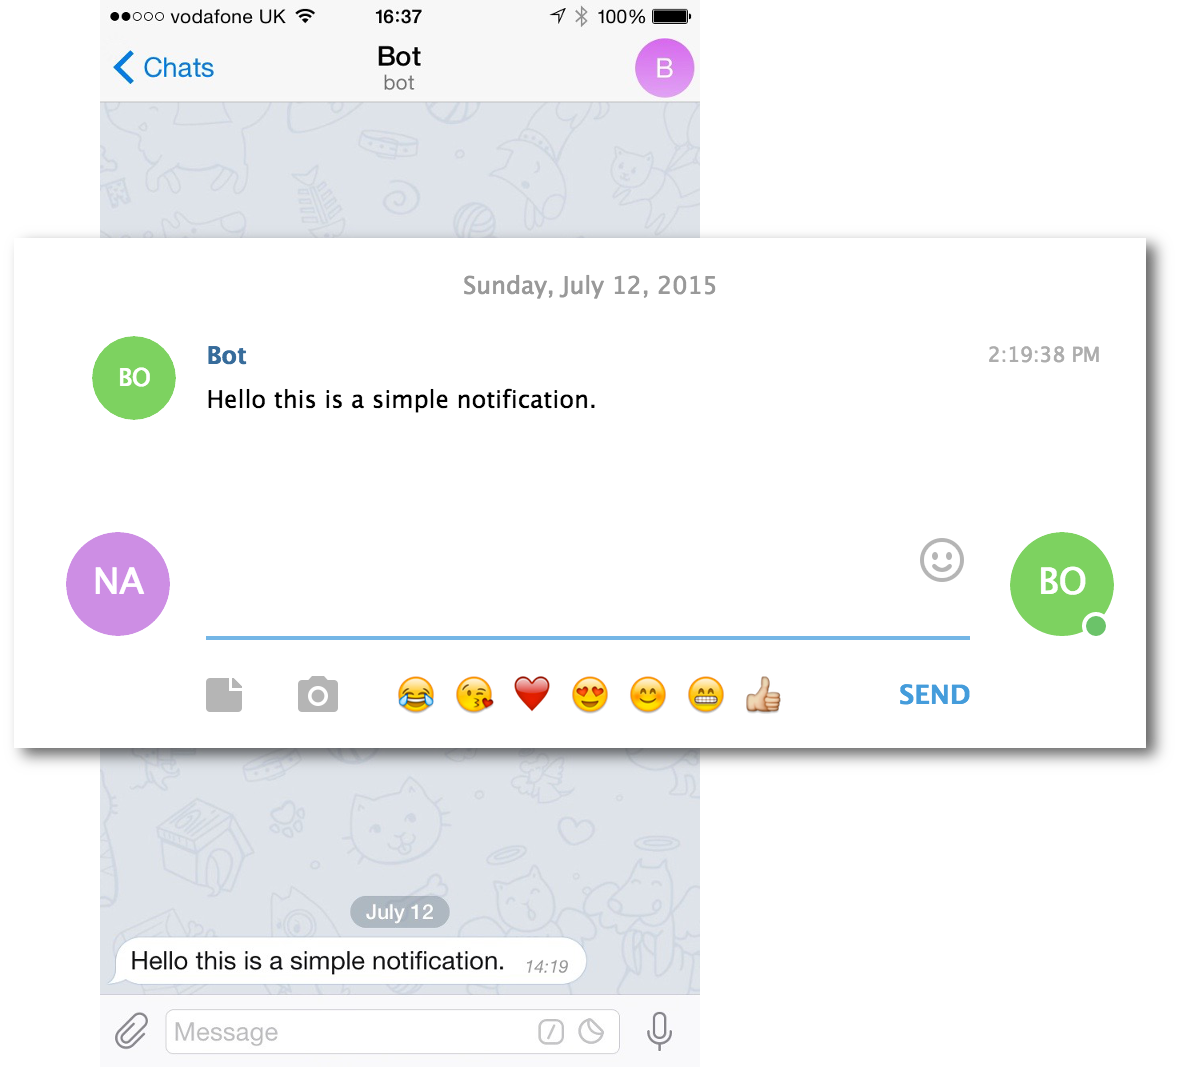 vodafone UK 16:37 100%
Chats Bot B
bot
Sunday, July 12, 2015
BO Bot 2:19:38 PM
Hello this is a simple notification.
NA BO
SEND
July 12
Hello this is a simple notification. 14:19
Message